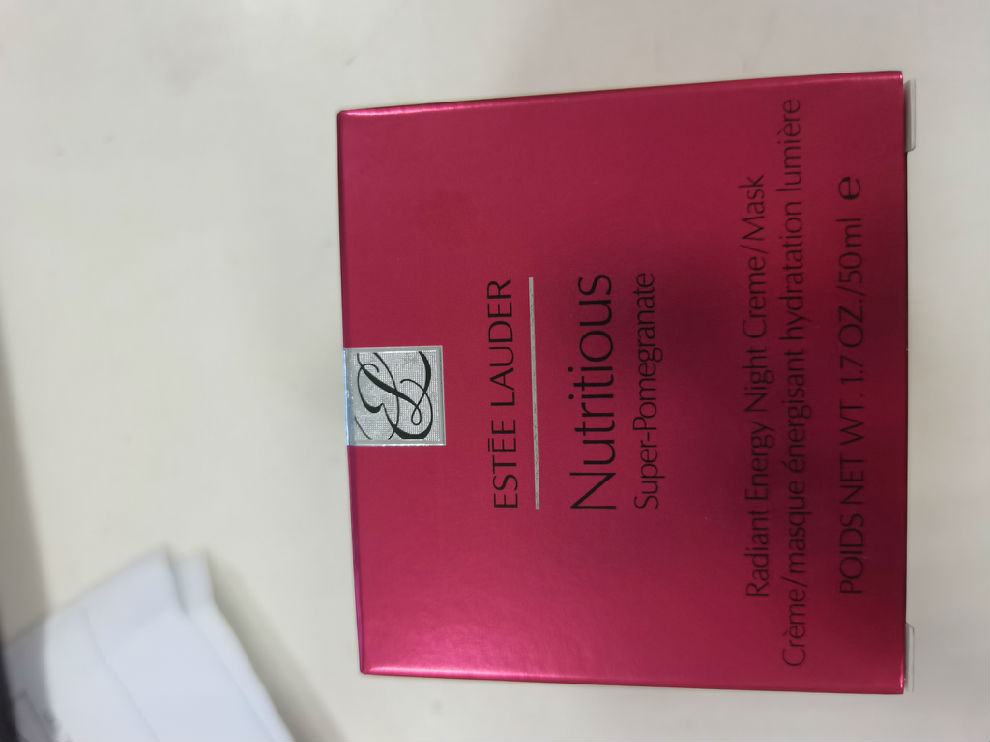 EL
ESTĒE LAUDER
Nutritious
Super-Pomegranate
Radiant Energy Night Creme/Mask
Crème/masque énergisant hydratation lumière
POIDS NET WT. 1.7 OZ./50ml e